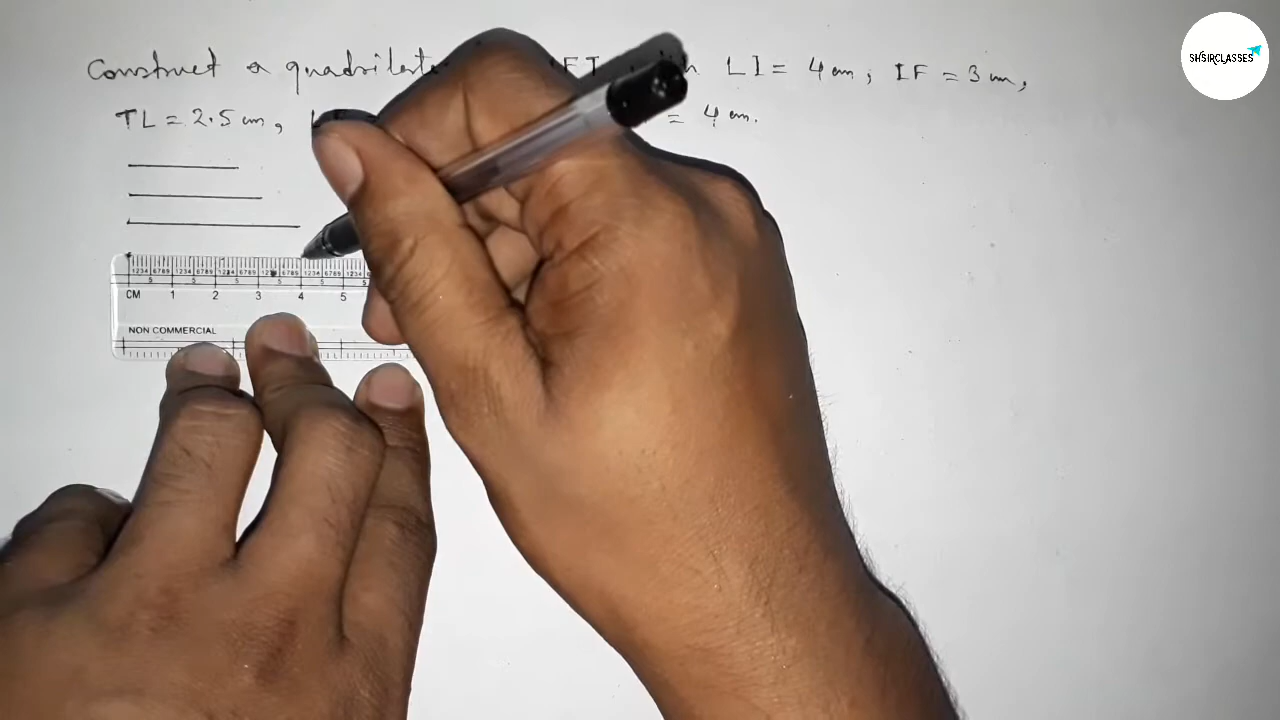 Construct a quadrilate LI = 4 cm; IF = 3 cm,
TL = 2.5 cm, = 4 cm.
CM 1 2 3 4 5
NON COMMERCIAL
SHSIRCLASSES